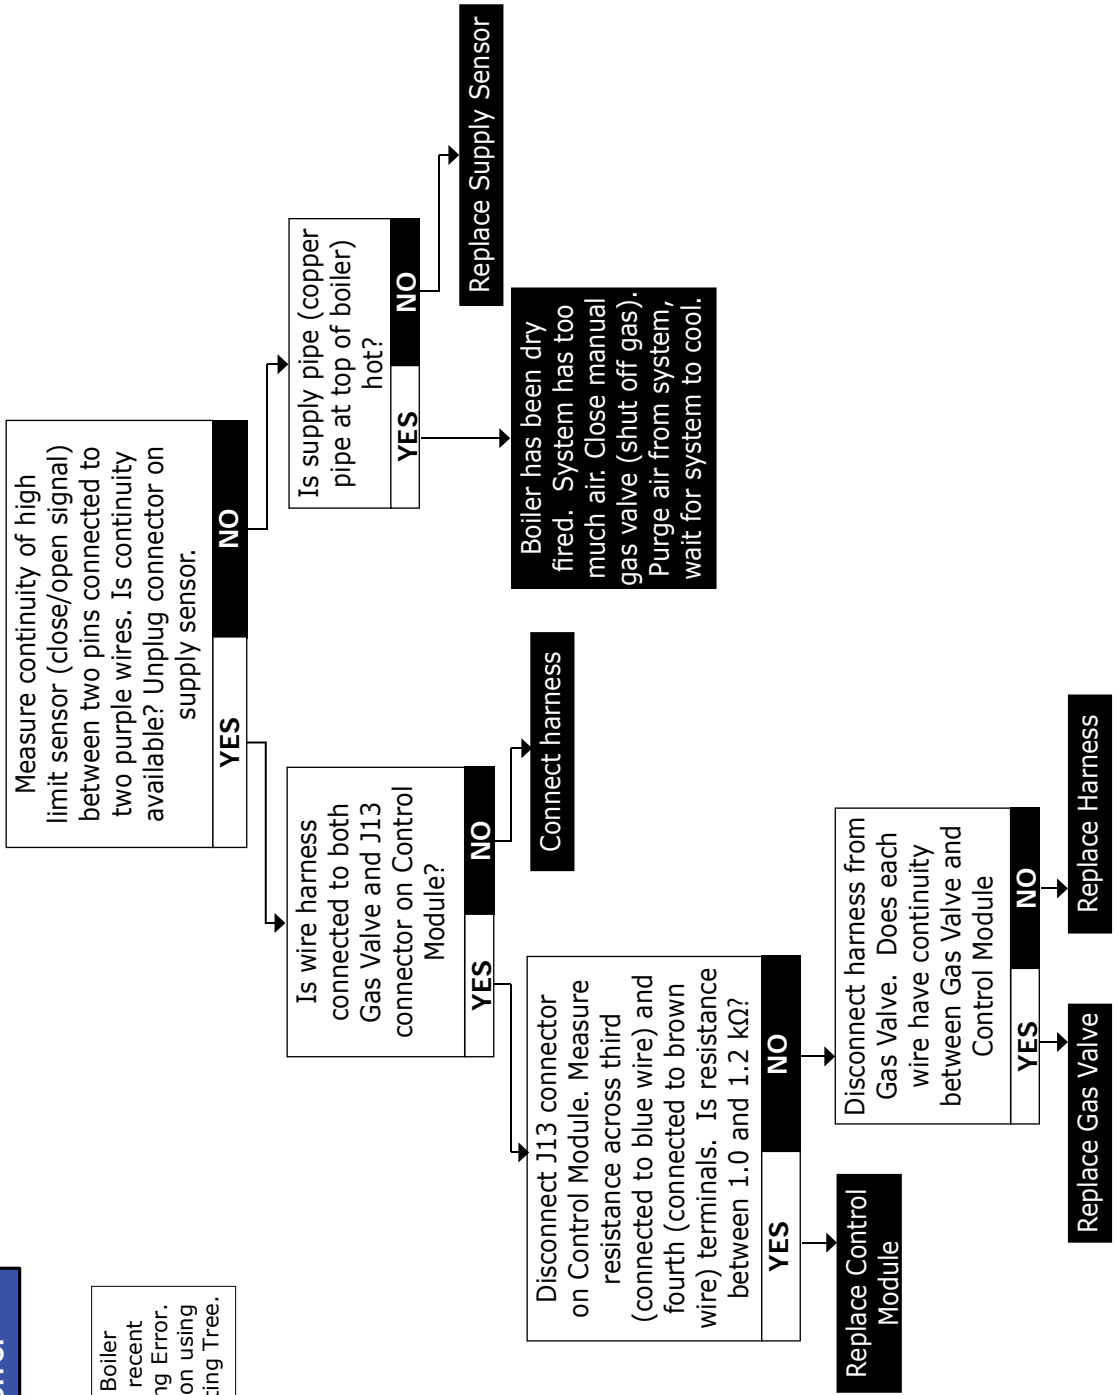 Boiler
recent
ng Error.
on using
ting Tree.
Measure continuity of high
limit sensor (close/open signal)
between two pins connected to
two purple wires. Is continuity
available? Unplug connector on
supply sensor.
YES
NO
Is wire harness
connected to both
Gas Valve and J13
connector on Control
Module?
YES
NO
Is supply pipe (copper
pipe at top of boiler)
hot?
YES
NO
Replace Supply Sensor
Connect harness
Boiler has been dry
fired. System has too
much air. Close manual
gas valve (shut off gas).
Purge air from system,
wait for system to cool.
Disconnect J13 connector
on Control Module. Measure
resistance across third
(connected to blue wire) and
fourth (connected to brown
wire) terminals. Is resistance
between 1.0 and 1.2 kΩ?
YES
NO
Replace Control
Module
Disconnect harness from
Gas Valve. Does each
wire have continuity
between Gas Valve and
Control Module
YES
NO
Replace Gas Valve
Replace Harness